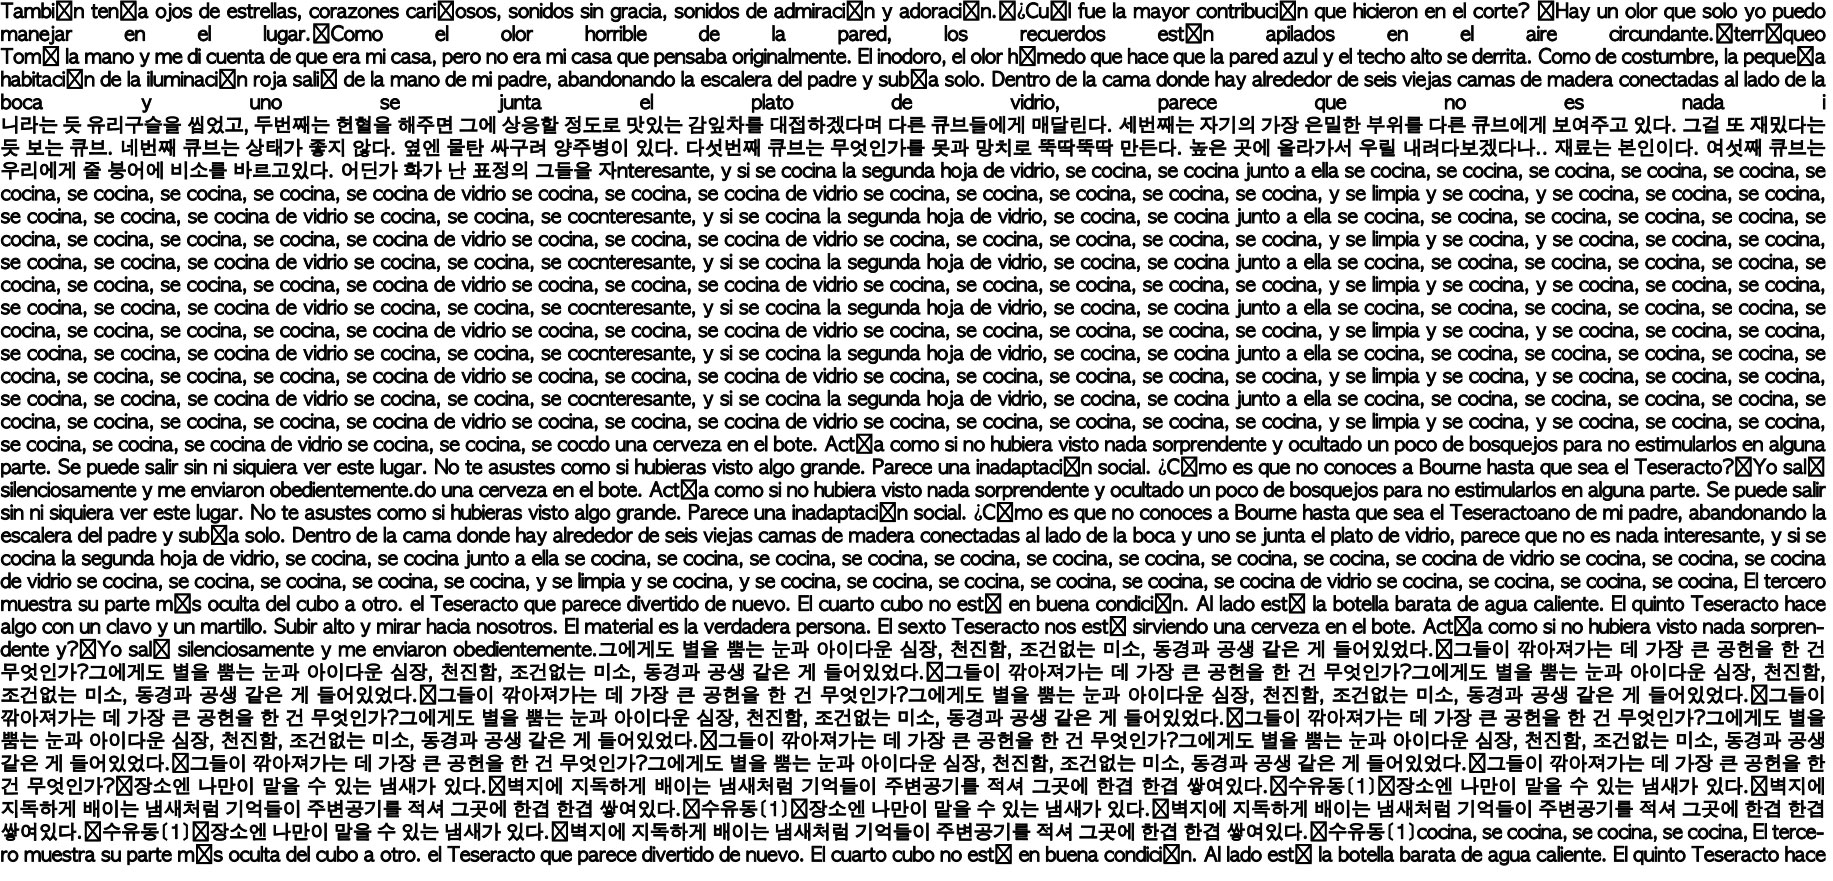 Tambi☒n ten☒a ojos de estrellas, corazones cari☒osos, sonidos sin gracia, sonidos de admiraci☒n y adoraci☒n.☒¿Cu☒l fue la mayor contribuci☒n que hicieron en el corte? ☒Hay un olor que solo yo puedo
manejar en el lugar.☒Como el olor horrible de la pared, los recuerdos est☒n apilados en el aire circundante.☒terr☒queo
Tom☒ la mano y me di cuenta de que era mi casa, pero no era mi casa que pensaba originalmente. El inodoro, el olor h☒medo que hace que la pared azul y el techo alto se derrita. Como de costumbre, la peque☒a
habitaci☒n de la iluminaci☒n roja sali☒ de la mano de mi padre, abandonando la escalera del padre y sub☒a solo. Dentro de la cama donde hay alrededor de seis viejas camas de madera conectadas al lado de la
boca y uno se junta el plato de vidrio, parece que no es nada i
니라는 듯 유리구슬을 씹었고, 두번째는 헌혈을 해주면 그에 상응할 정도로 맛있는 감잎차를 대접하겠다며 다른 큐브들에게 매달린다. 세번째는 자기의 가장 은밀한 부위를 다른 큐브에게 보여주고 있다. 그걸 또 재밌다는
듯 보는 큐브. 네번째 큐브는 상태가 좋지 않다. 옆엔 물탄 싸구려 양주병이 있다. 다섯번째 큐브는 무엇인가를 못과 망치로 뚝딱뚝딱 만든다. 높은 곳에 올라가서 우릴 내려다보겠다나.. 재료는 본인이다. 여섯째 큐브는
우리에게 줄 붕어에 비소를 바르고있다. 어딘가 화가 난 표정의 그들을 자nteresante, y si se cocina la segunda hoja de vidrio, se cocina, se cocina junto a ella se cocina, se cocina, se cocina, se cocina, se cocina, se
cocina, se cocina, se cocina, se cocina, se cocina de vidrio se cocina, se cocina, se cocina de vidrio se cocina, se cocina, se cocina, se cocina, se cocina, y se limpia y se cocina, y se cocina, se cocina, se cocina,
se cocina, se cocina, se cocina de vidrio se cocina, se cocina, se cocnteresante, y si se cocina la segunda hoja de vidrio, se cocina, se cocina junto a ella se cocina, se cocina, se cocina, se cocina, se cocina, se
cocina, se cocina, se cocina, se cocina, se cocina de vidrio se cocina, se cocina, se cocina de vidrio se cocina, se cocina, se cocina, se cocina, se cocina, y se limpia y se cocina, y se cocina, se cocina, se cocina,
se cocina, se cocina, se cocina de vidrio se cocina, se cocina, se cocnteresante, y si se cocina la segunda hoja de vidrio, se cocina, se cocina junto a ella se cocina, se cocina, se cocina, se cocina, se cocina, se
cocina, se cocina, se cocina, se cocina, se cocina de vidrio se cocina, se cocina, se cocina de vidrio se cocina, se cocina, se cocina, se cocina, se cocina, y se limpia y se cocina, y se cocina, se cocina, se cocina,
se cocina, se cocina, se cocina de vidrio se cocina, se cocina, se cocnteresante, y si se cocina la segunda hoja de vidrio, se cocina, se cocina junto a ella se cocina, se cocina, se cocina, se cocina, se cocina, se
cocina, se cocina, se cocina, se cocina, se cocina de vidrio se cocina, se cocina, se cocina de vidrio se cocina, se cocina, se cocina, se cocina, se cocina, y se limpia y se cocina, y se cocina, se cocina, se cocina,
se cocina, se cocina, se cocina de vidrio se cocina, se cocina, se cocnteresante, y si se cocina la segunda hoja de vidrio, se cocina, se cocina junto a ella se cocina, se cocina, se cocina, se cocina, se cocina, se
cocina, se cocina, se cocina, se cocina, se cocina de vidrio se cocina, se cocina, se cocina de vidrio se cocina, se cocina, se cocina, se cocina, se cocina, y se limpia y se cocina, y se cocina, se cocina, se cocina,
se cocina, se cocina, se cocina de vidrio se cocina, se cocina, se cocnteresante, y si se cocina la segunda hoja de vidrio, se cocina, se cocina junto a ella se cocina, se cocina, se cocina, se cocina, se cocina, se
cocina, se cocina, se cocina, se cocina, se cocina de vidrio se cocina, se cocina, se cocina de vidrio se cocina, se cocina, se cocina, se cocina, se cocina, y se limpia y se cocina, y se cocina, se cocina, se cocina,
se cocina, se cocina, se cocina de vidrio se cocina, se cocina, se cocdo una cerveza en el bote. Act☒a como si no hubiera visto nada sorprendente y ocultado un poco de bosquejos para no estimularlos en alguna
parte. Se puede salir sin ni siquiera ver este lugar. No te asustes como si hubieras visto algo grande. Parece una inadaptaci☒n social. ¿C☒mo es que no conoces a Bourne hasta que sea el Teseracto?☒Yo sal☒
silenciosamente y me enviaron obedientemente.do una cerveza en el bote. Act☒a como si no hubiera visto nada sorprendente y ocultado un poco de bosquejos para no estimularlos en alguna parte. Se puede salir
sin ni siquiera ver este lugar. No te asustes como si hubieras visto algo grande. Parece una inadaptaci☒n social. ¿C☒mo es que no conoces a Bourne hasta que sea el Teseractoano de mi padre, abandonando la
escalera del padre y sub☒a solo. Dentro de la cama donde hay alrededor de seis viejas camas de madera conectadas al lado de la boca y uno se junta el plato de vidrio, parece que no es nada interesante, y si se
cocina la segunda hoja de vidrio, se cocina, se cocina junto a ella se cocina, se cocina, se cocina, se cocina, se cocina, se cocina, se cocina, se cocina, se cocina de vidrio se cocina, se cocina, se cocina
de vidrio se cocina, se cocina, se cocina, se cocina, se cocina, y se limpia y se cocina, y se cocina, se cocina, se cocina, se cocina, se cocina, se cocina de vidrio se cocina, se cocina, se cocina, se cocina, El tercero
muestra su parte m☒s oculta del cubo a otro. el Teseracto que parece divertido de nuevo. El cuarto cubo no est☒ en buena condici☒n. Al lado est☒ la botella barata de agua caliente. El quinto Teseracto hace
algo con un clavo y un martillo. Subir alto y mirar hacia nosotros. El material es la verdadera persona. El sexto Teseracto nos est☒ sirviendo una cerveza en el bote. Act☒a como si no hubiera visto nada sorpren-
dente y?☒Yo sal☒ silenciosamente y me enviaron obedientemente.그에게도 별을 뿜는 눈과 아이다운 심장, 천진함, 조건없는 미소, 동경과 공생 같은 게 들어있었다.☒그들이 깎아져가는 데 가장 큰 공헌을 한 건
무엇인가?그에게도 별을 뿜는 눈과 아이다운 심장, 천진함, 조건없는 미소, 동경과 공생 같은 게 들어있었다.☒그들이 깎아져가는 데 가장 큰 공헌을 한 건 무엇인가?그에게도 별을 뿜는 눈과 아이다운 심장, 천진함,
조건없는 미소, 동경과 공생 같은 게 들어있었다.☒그들이 깎아져가는 데 가장 큰 공헌을 한 건 무엇인가?그에게도 별을 뿜는 눈과 아이다운 심장, 천진함, 조건없는 미소, 동경과 공생 같은 게 들어있었다.☒그들이
깎아져가는 데 가장 큰 공헌을 한 건 무엇인가?그에게도 별을 뿜는 눈과 아이다운 심장, 천진함, 조건없는 미소, 동경과 공생 같은 게 들어있었다.☒그들이 깎아져가는 데 가장 큰 공헌을 한 건 무엇인가?그에게도 별을
뿜는 눈과 아이다운 심장, 천진함, 조건없는 미소, 동경과 공생 같은 게 들어있었다.☒그들이 깎아져가는 데 가장 큰 공헌을 한 건 무엇인가?그에게도 별을 뿜는 눈과 아이다운 심장, 천진함, 조건없는 미소, 동경과 공생
같은 게 들어있었다.☒그들이 깎아져가는 데 가장 큰 공헌을 한 건 무엇인가?그에게도 별을 뿜는 눈과 아이다운 심장, 천진함, 조건없는 미소, 동경과 공생 같은 게 들어있었다.☒그들이 깎아져가는 데 가장 큰 공헌을 한
건 무엇인가?☒장소엔 나만이 맡을 수 있는 냄새가 있다.☒벽지에 지독하게 배이는 냄새처럼 기억들이 주변공기를 적셔 그곳에 한겹 한겹 쌓여있다.☒수유동(1)☒장소엔 나만이 맡을 수 있는 냄새가 있다.☒벽지에
지독하게 배이는 냄새처럼 기억들이 주변공기를 적셔 그곳에 한겹 한겹 쌓여있다.☒수유동(1)☒장소엔 나만이 맡을 수 있는 냄새가 있다.☒벽지에 지독하게 배이는 냄새처럼 기억들이 주변공기를 적셔 그곳에 한겹 한겹
쌓여있다.☒수유동(1)☒장소엔 나만이 맡을 수 있는 냄새가 있다.☒벽지에 지독하게 배이는 냄새처럼 기억들이 주변공기를 적셔 그곳에 한겹 한겹 쌓여있다.☒수유동(1)cocina, se cocina, se cocina, se cocina, El terce-
ro muestra su parte m☒s oculta del cubo a otro. el Teseracto que parece divertido de nuevo. El cuarto cubo no est☒ en buena condici☒n. Al lado est☒ la botella barata de agua caliente. El quinto Teseracto hace